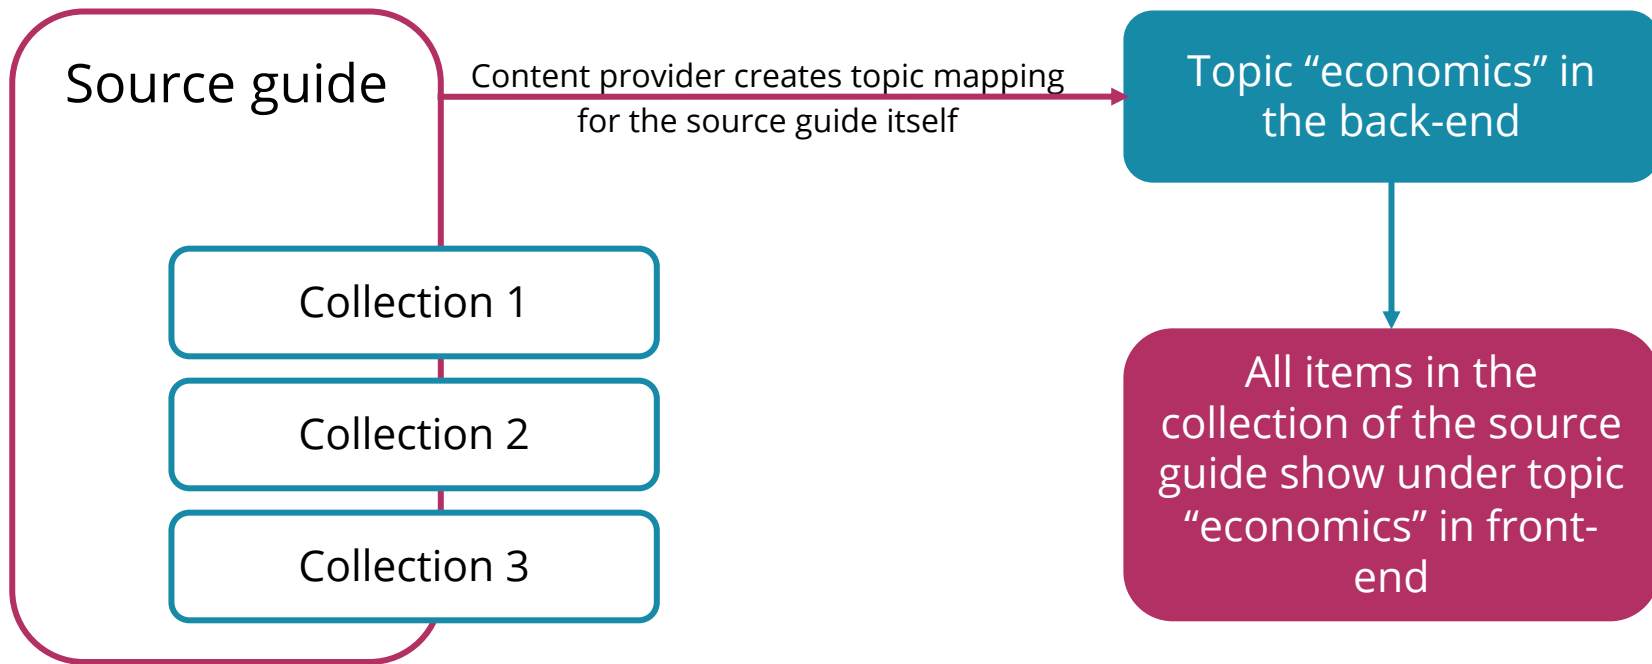 Source guide
Content provider creates topic mapping
for the source guide itself
Topic “economics” in
the back-end
Collection 1
Collection 2
Collection 3
All items in the
collection of the source
guide show under topic
“economics” in front-
end